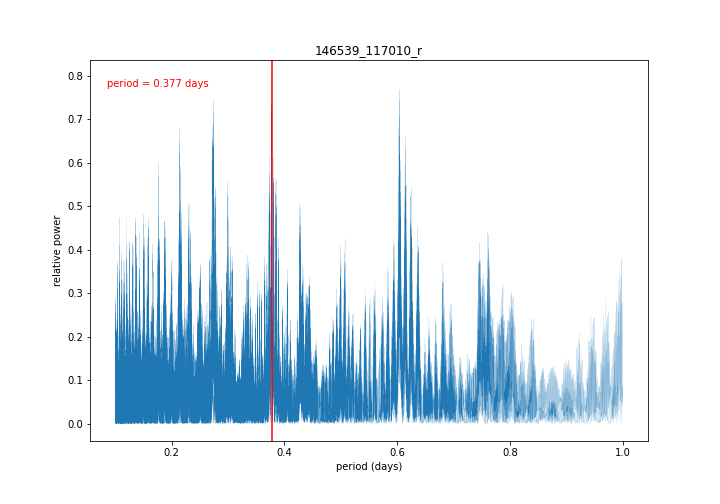 146539_117010_r
period = 0.377 days
relative power
0.8
0.7
0.6
0.5
0.4
0.3
0.2
0.1
0.0
0.2 0.4 0.6 0.8 1.0
period (days)